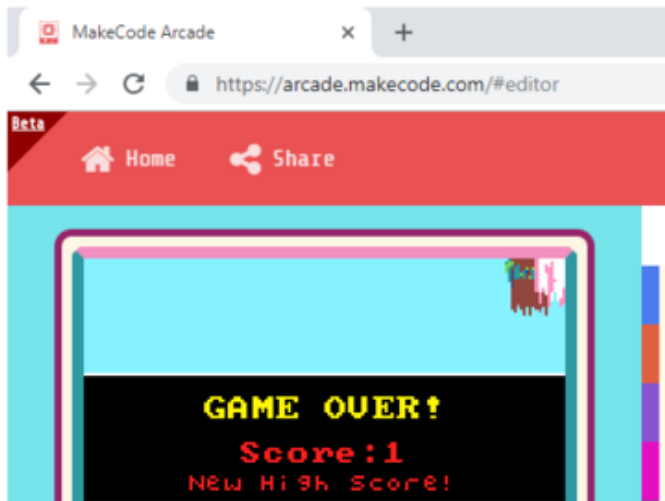 MakeCode Arcade
https://arcade.makecode.com/#editor
Beta
Home Share
GAME OVER!
Score:1
New High Score!